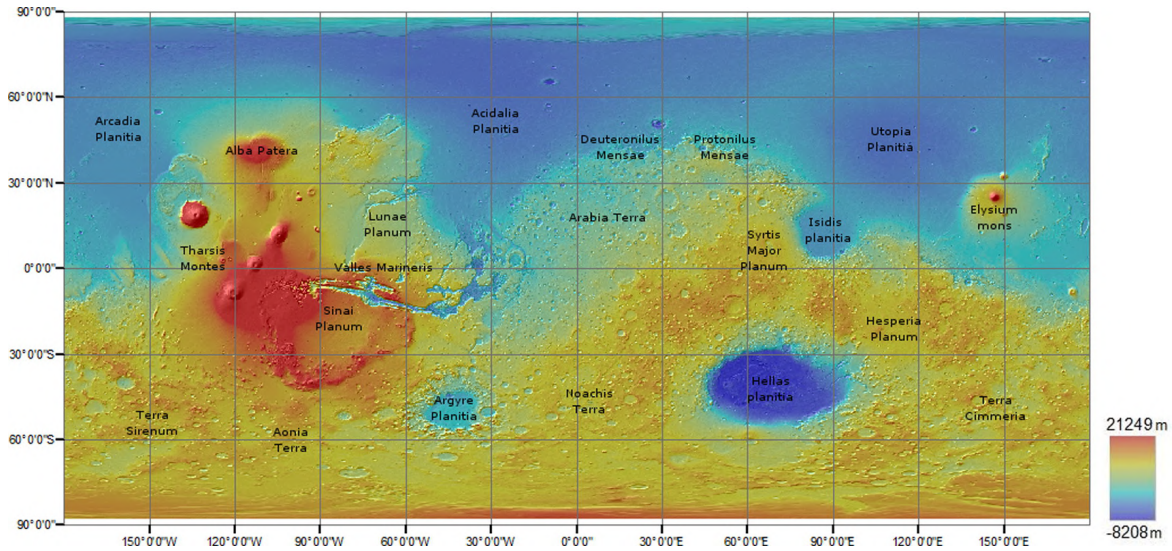 90°0'0"
60°0'0"N
30°0'0"N
0°0'0"N
30°0'0"S
60°0'0"S
90°0'0"
Arcadia
Planitia
Alba Patera
Acidalia
Planitia
Deuteronilus
Mensae
Protonilus
Mensae
Utopia
Planitia
Lunae
Planum
Arabia Terra
Isidis
planitia
Elysium
mons
Tharsis
Montes
Syrtis
Major
Planum
Valles Marineris
Sinai
Planum
Hesperia
Planum
Hellas
planitia
Argyre
Planitia
Noachis
Terra
Terra
Sirenum
Aonia
Terra
Terra
Cimmeria
21249 m
-8208 m
150°0'0"W
120°0'0"W
90°0'0"W
60°0'0"W
30°0'0"W
0°0'0"
30°0'0"E
60°0'0"E
90°0'0"E
120°0'0"E
150°0'0"E